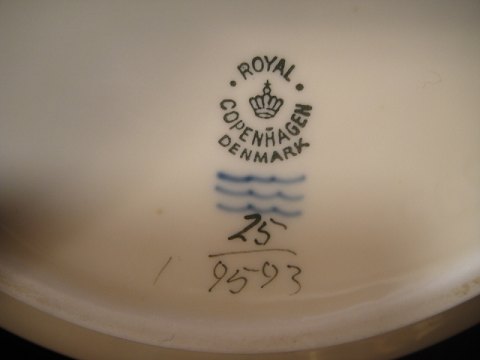 ROYAL
COPENHAGEN
DENMARK
25
9593